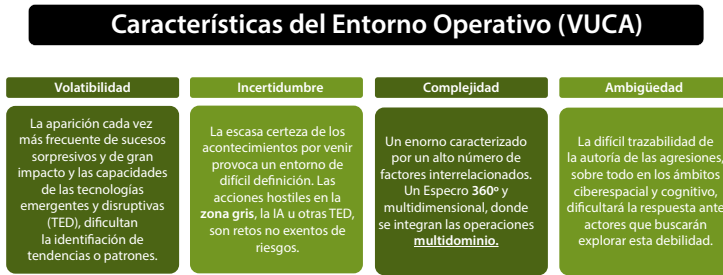 Características del Entorno Operativo (VUCA)
Volatibilidad
La aparición cada vez
más frecuente de sucesos
sorpresivos y de gran
impacto y las capacidades
de las tecnologías
emergentes y disruptivas
(TED), dificultan
la identifiación de
tendencias o patrones.
Incertidumbre
La escasa certeza de los
acontecimientos por venir
provoca un entorno de
difícil definición. Las
acciones hostiles en la
zona gris, la IA u otras TED,
son retos no exentos de
riesgos.
Complejidad
Un enorno caracterizado
por un alto número de
factores interrelacionados.
Un Especro 360º y
multidimensional, donde
se integran las operaciones
multidominio.
Ambigüedad
La difícil trazabilidad de
la autoría de las agresiones,
sobre todo en los ámbitos
ciberespacial y cognitivo,
dificultará la respuesta ante
actores que buscarán
explorar esta debilidad.